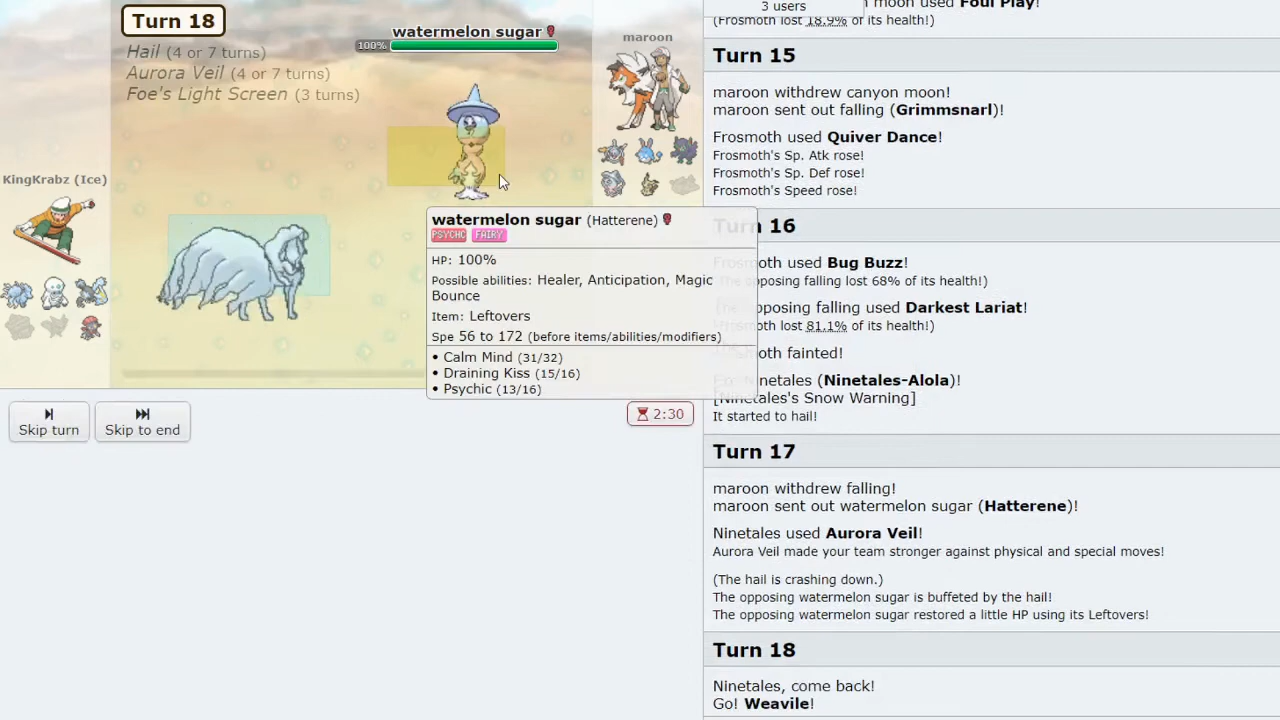 Turn 18
Hail (4 or 7 turns)
Aurora Veil (4 or 7 turns)
Foe's Light Screen (3 turns)
watermelon sugar
100%
KingKrabz (Ice)
maroon
watermelon sugar (Hatterene)
PSYCHC FAIRY
HP: 100%
Possible abilities: Healer, Anticipation, Magic
Bounce
Item: Leftovers
Spe 56 to 172 (before items/abilities/modifiers)
• Calm Mind (31/32)
• Draining Kiss (15/16)
• Psychic (13/16)
Skip turn
Skip to end
2:30
3 users
moon used Foul Play!
(Frosmoth lost 18.9% of its health!)
Turn 15
maroon withdrew canyon moon!
maroon sent out falling (Grimmsnarl)!
Frosmoth used Quiver Dance!
Frosmoth's Sp. Atk rose!
Frosmoth's Sp. Def rose!
Frosmoth's Speed rose!
Turn 16
Frosmoth used Bug Buzz!
The opposing falling lost 68% of its health!)
The opposing falling used Darkest Lariat!
(Frosmoth lost 81.1% of its health!)
Frosmoth fainted!
Ninetales (Ninetales-Alola)!
[Ninetales's Snow Warning]
It started to hail!
Turn 17
maroon withdrew falling!
maroon sent out watermelon sugar (Hatterene)!
Ninetales used Aurora Veil!
Aurora Veil made your team stronger against physical and special moves!
(The hail is crashing down.)
The opposing watermelon sugar is buffeted by the hail!
The opposing watermelon sugar restored a little HP using its Leftovers!
Turn 18
Ninetales, come back!
Go! Weavile!